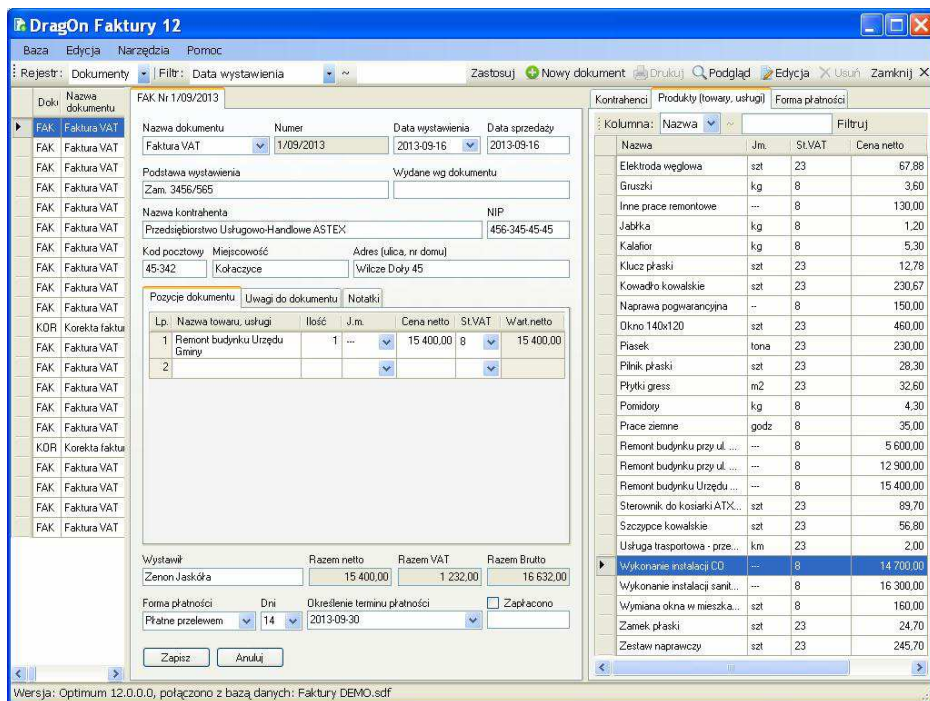 DragOn Faktury 12
Baza Edycja Narzędzia Pomoc
Rejestr: Dokumenty Filtr: Data wystawienia ~ Zastosuj Nowy dokument Drukuj Podgląd Edycja Usuń Zamknij
Doki Nazwa dokumentu
FAK Faktura VAT
FAK Faktura VAT
FAK Faktura VAT
FAK Faktura VAT
FAK Faktura VAT
FAK Faktura VAT
FAK Faktura VAT
FAK Faktura VAT
FAK Faktura VAT
FAK Faktura VAT
KOR Korekta faktu
FAK Faktura VAT
FAK Faktura VAT
FAK Faktura VAT
FAK Faktura VAT
FAK Faktura VAT
KOR Korekta faktu
FAK Faktura VAT
FAK Faktura VAT
FAK Faktura VAT
FAK Faktura VAT
FAK Nr 1/09/2013
Nazwa dokumentu Numer Data wystawienia Data sprzedaży
Faktura VAT 1/09/2013 2013-09-16 2013-09-16
Podstawa wystawienia Wydane wg dokumentu
Zam. 3456/565
Nazwa kontrahenta NIP
Przedsiębiorstwo Usługowo-Handlowe ASTEX 456-345-45-45
Kod pocztowy Miejscowość Adres (ulica, nr domu)
45-342 Kołaczyce Wilcze Doły 45
Pozycje dokumentu Uwagi do dokumentu Notatki
Lp. Nazwa towaru, usługi Ilość J.m. Cena netto St.VAT Wart.netto
1 Remont budynku Urzędu Gminy 1 --- 15 400,00 8 15 400,00
2
Wystawił Razem netto Razem VAT Razem Brutto
Zenon Jaskóła 15 400,00 1 232,00 16 632,00
Forma płatności Dni Określenie terminu płatności Zapłacono
Płatne przelewem 14 2013-09-30
Zapisz Anuluj
Kontrahenci Produkty (towary, usługi) Forma płatności
Kolumna: Nazwa ~ Filtruj
Nazwa Jm. St.VAT Cena netto
Elektroda węglowa szt 23 67,88
Gruszki kg 8 3,60
Inne prace remontowe --- 8 130,00
Jabłka kg 8 1,20
Kalafior kg 8 5,30
Klucz płaski szt 23 12,78
Kowadło kowalskie szt 23 230,67
Naprawa pogwarancyjna -- 8 150,00
Okno 140x120 szt 23 460,00
Piasek tona 23 230,00
Pilnik płaski szt 23 28,30
Płytki gress m2 23 32,60
Pomidory kg 8 4,30
Prace ziemne godz 8 35,00
Remont budynku przy ul. ... --- 8 5 600,00
Remont budynku przy ul. ... --- 8 12 900,00
Remont budynku Urzędu ... --- 8 15 400,00
Sterownik do kosiarki ATX... szt 23 89,70
Szczypce kowalskie szt 23 56,80
Usługa trasportowa - prze... km 23 2,00
Wykonanie instalacji CO --- 8 14 700,00
Wykonanie instalacji sanit... --- 8 16 300,00
Wymiana okna w mieszka... szt 8 160,00
Zamek płaski szt 23 24,70
Zestaw naprawczy szt 23 245,70
Wersja: Optimum 12.0.0.0, połączono z bazą danych: Faktury DEMO.sdf